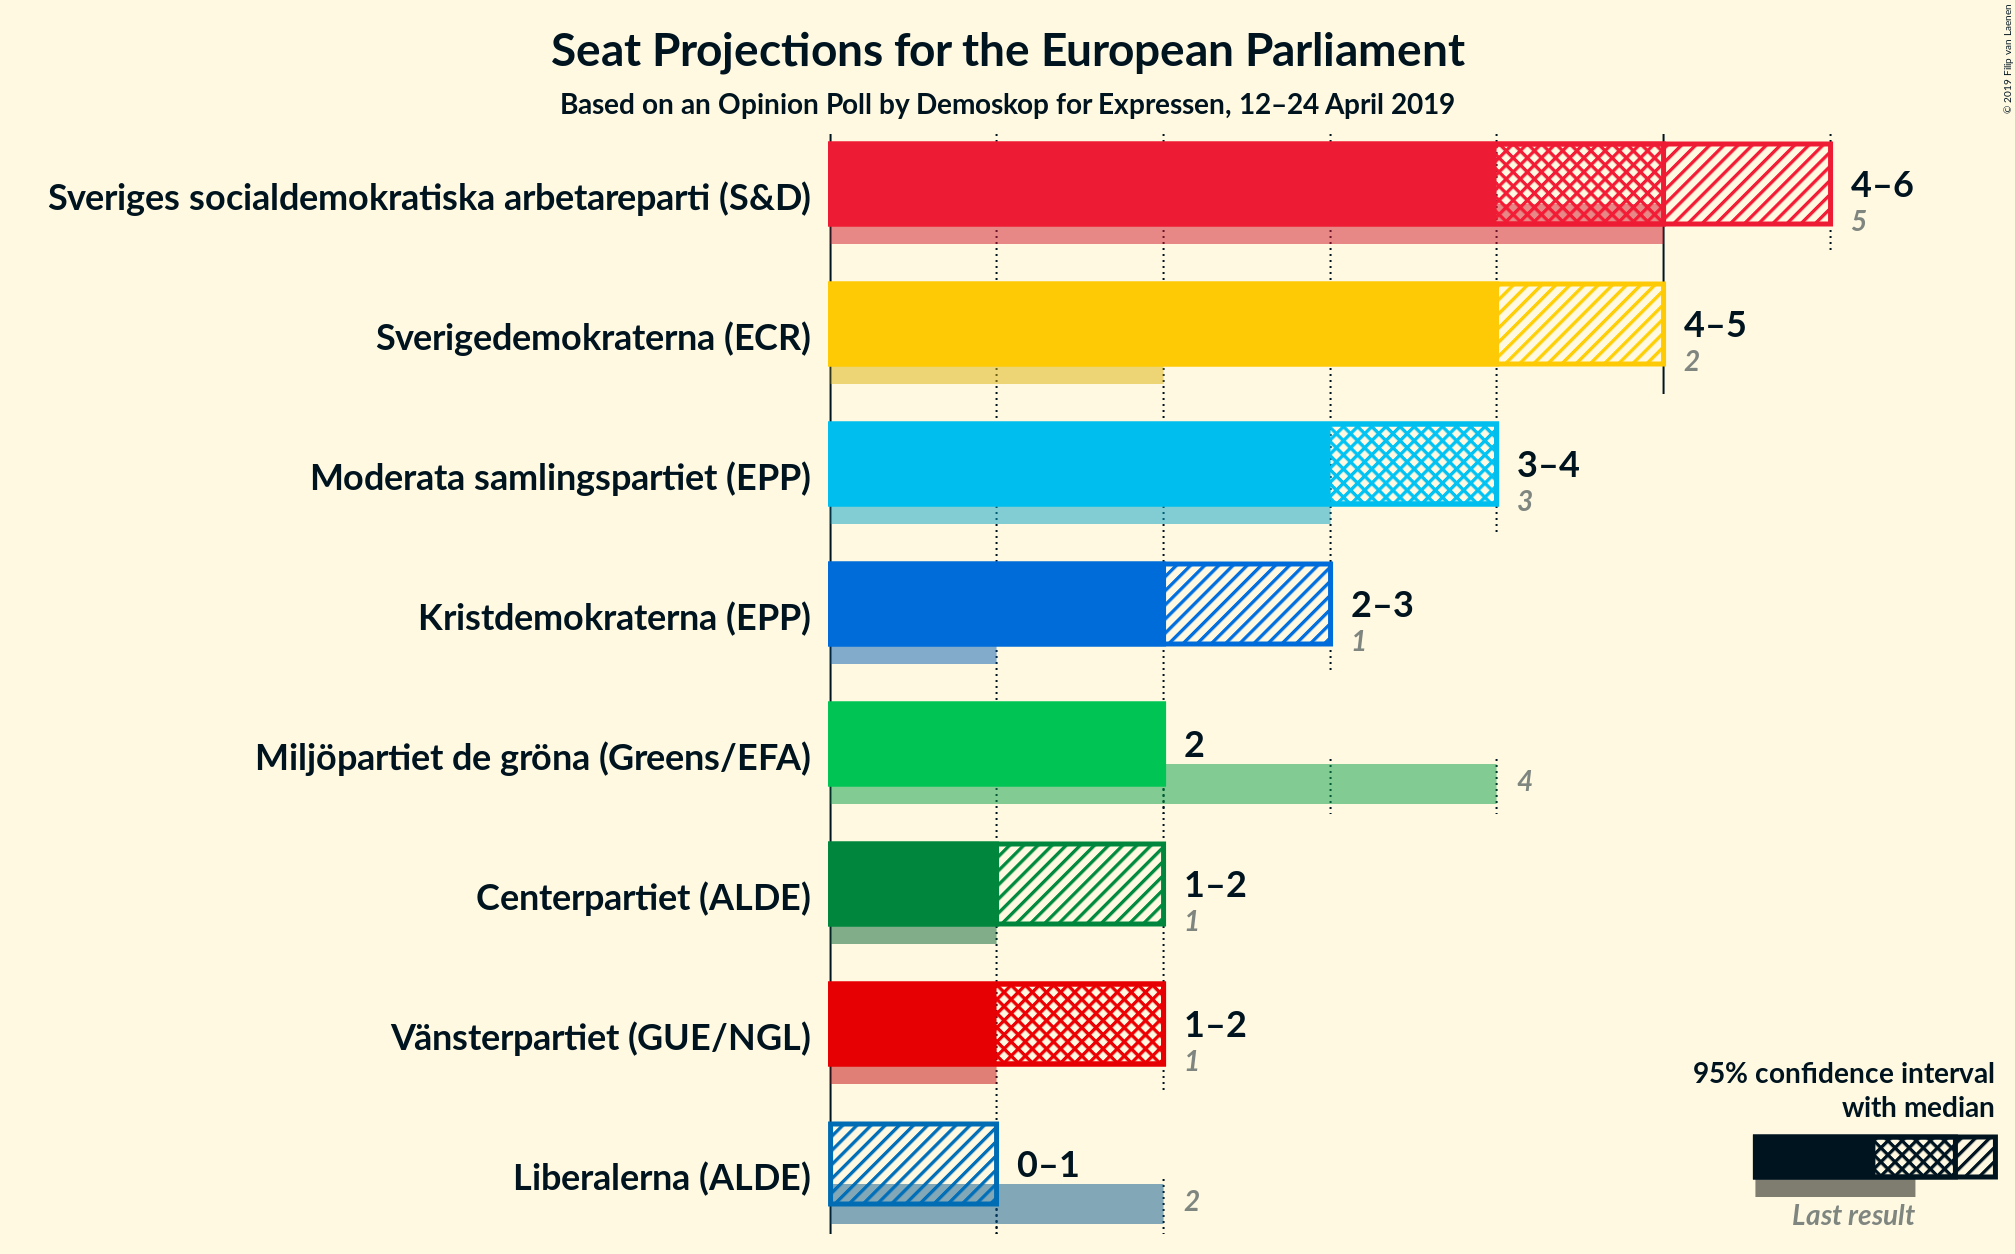 Seat Projections for the European Parliament
Based on an Opinion Poll by Demoskop for Expressen, 12–24 April 2019
© 2019 Filip van Laenen
Sveriges socialdemokratiska arbetareparti (S&D)
4–6
5
Sverigedemokraterna (ECR)
4–5
2
Moderata samlingspartiet (EPP)
3–4
3
Kristdemokraterna (EPP)
2–3
1
Miljöpartiet de gröna (Greens/EFA)
2
4
Centerpartiet (ALDE)
1–2
1
Vänsterpartiet (GUE/NGL)
1–2
1
Liberalerna (ALDE)
0–1
2
95% confidence interval
with median
Last result